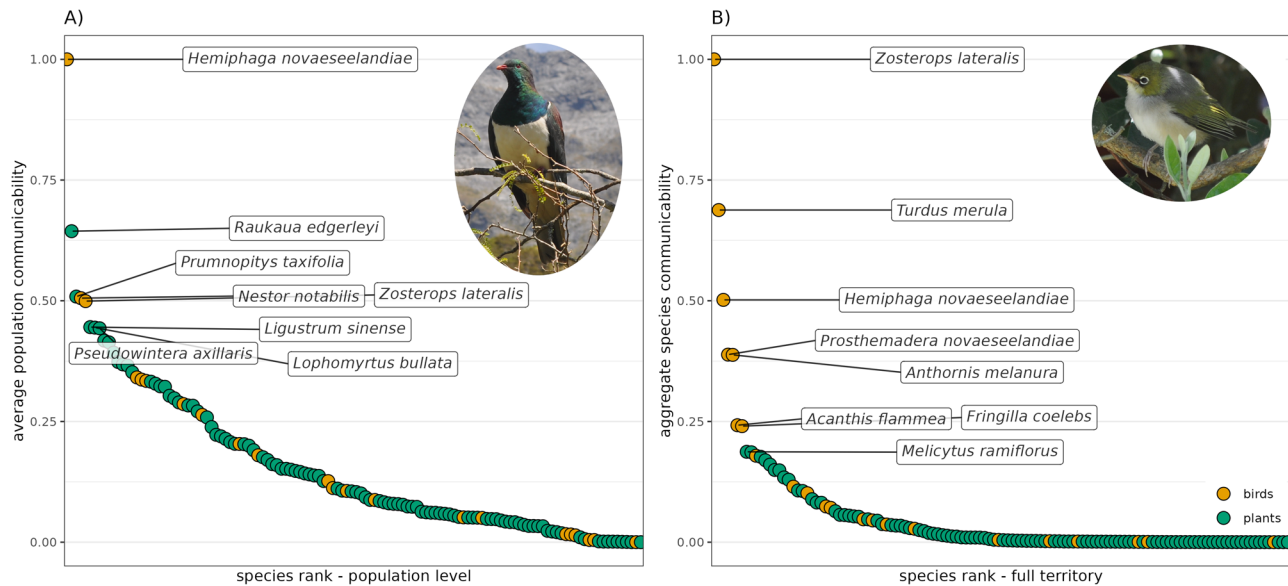 A)
average population communicability
1.00
0.75
0.50
0.25
0.00
Hemiphaga novaeseelandiae
Raukaua edgerleyi
Prumnopitys taxifolia
Nestor notabilis
Zosterops lateralis
Ligustrum sinense
Pseudowintera axillaris
Lophomyrtus bullata
species rank - population level
B)
aggregate species communicability
1.00
0.75
0.50
0.25
0.00
Zosterops lateralis
Turdus merula
Hemiphaga novaeseelandiae
Prosthemadera novaeseelandiae
Anthornis melanura
Acanthis flammea
Fringilla coelebs
Melicytus ramiflorus
birds
plants
species rank - full territory